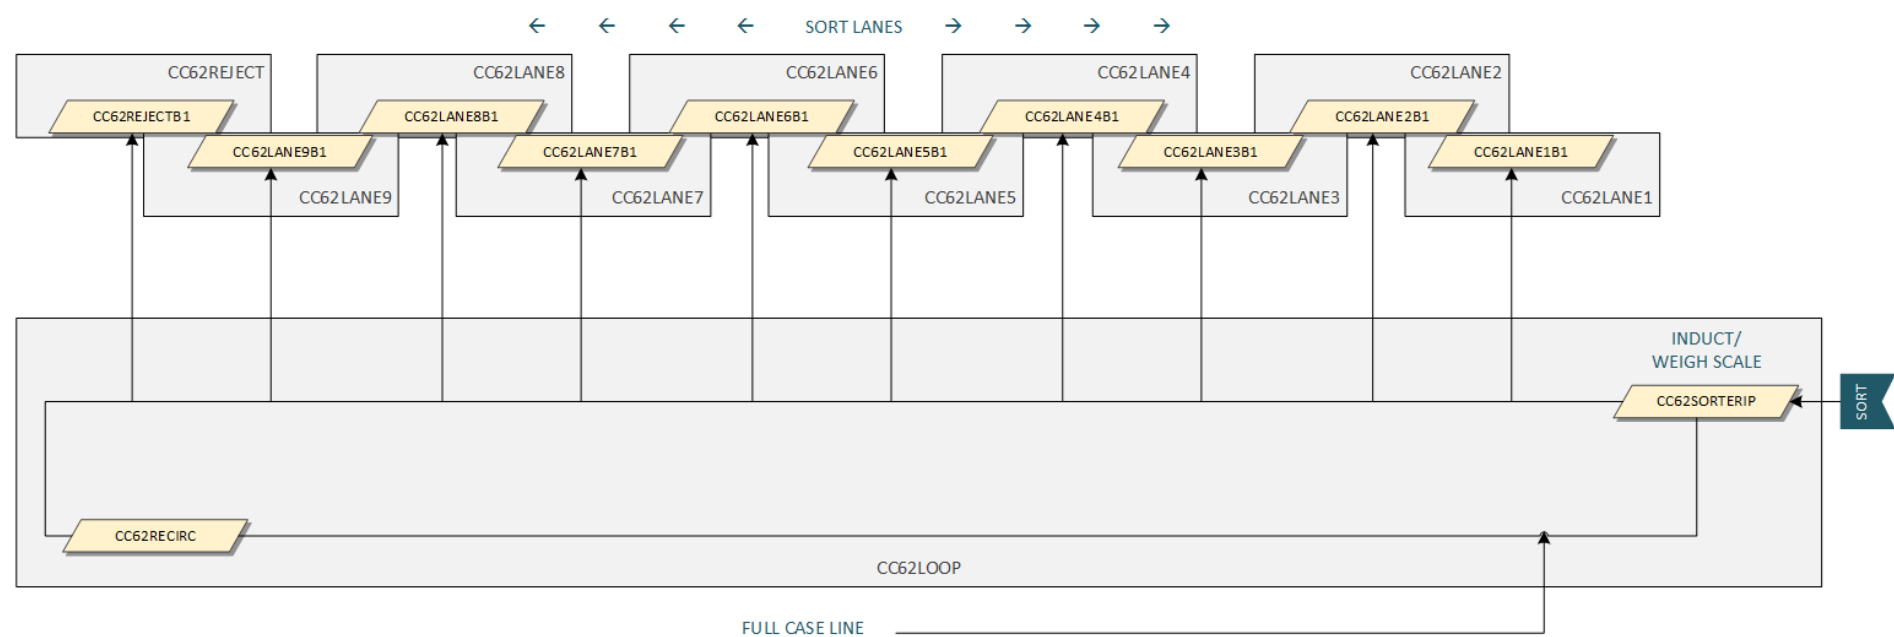 SORT LANES
CC62REJECT
CC62LANE8
CC62LANE6
CC62LANE4
CC62LANE2
CC62REJECTB1
CC62LANE8B1
CC62LANE6B1
CC62LANE4B1
CC62LANE2B1
CC62LANE9B1
CC62LANE7B1
CC62LANE5B1
CC62LANE3B1
CC62LANE1B1
CC62LANE9
CC62LANE7
CC62LANE5
CC62LANE3
CC62LANE1
INDUCT/
WEIGH SCALE
CC62SORTERIP
SORT
CC62RECIRC
CC62LOOP
FULL CASE LINE